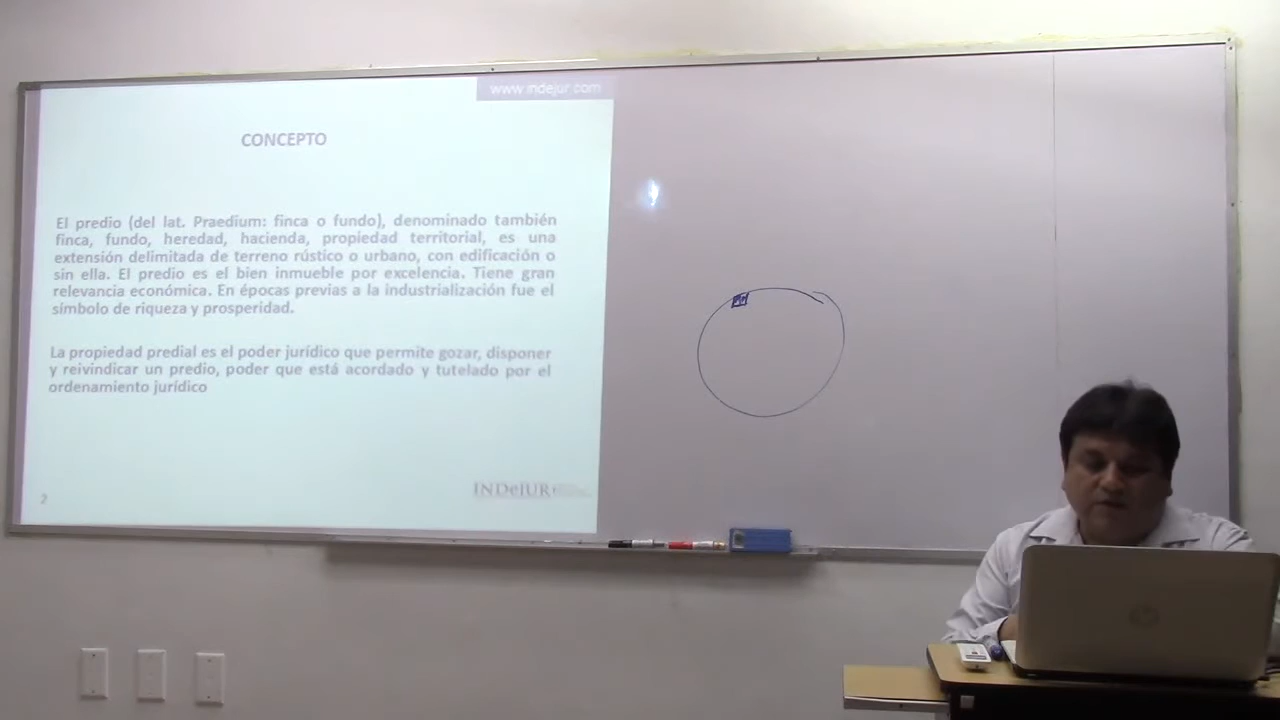 www.indejur.com
CONCEPTO
El predio (del lat. Praedium: finca o fundo), denominado también
finca, fundo, heredad, hacienda, propiedad territorial, es una
extensión delimitada de terreno rústico o urbano, con edificación o
sin ella. El predio es el bien inmueble por excelencia. Tiene gran
relevancia económica. En épocas previas a la industrialización fue el
símbolo de riqueza y prosperidad.
La propiedad predial es el poder jurídico que permite gozar, disponer
y reivindicar un predio, poder que está acordado y tutelado por el
ordenamiento jurídico
INDeJUR
2